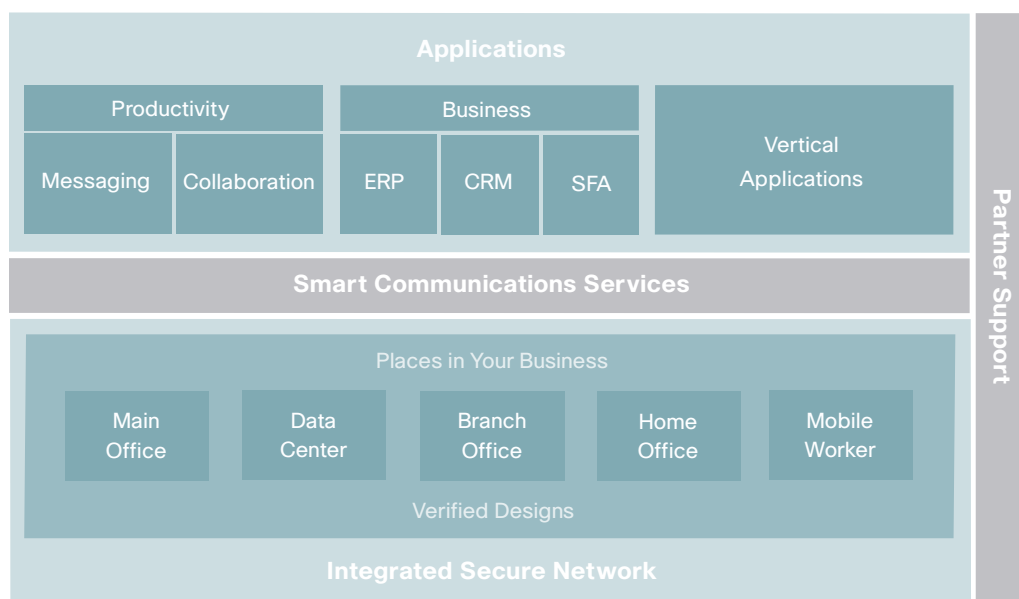 Applications
Productivity
Business
Messaging
Collaboration
ERP
CRM
SFA
Vertical
Applications
Smart Communications Services
Places in Your Business
Main
Office
Data
Center
Branch
Office
Home
Office
Mobile
Worker
Verified Designs
Integrated Secure Network
Partner Support